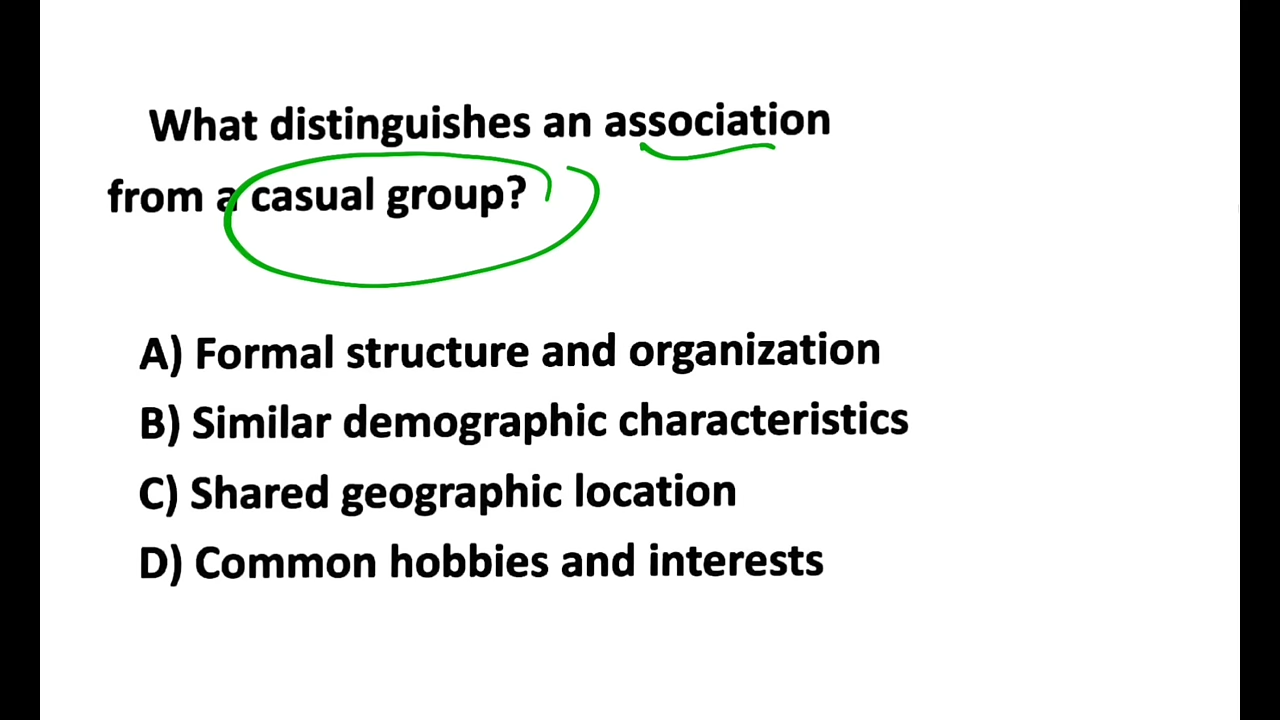 What distinguishes an association
from a casual group?
A) Formal structure and organization
B) Similar demographic characteristics
C) Shared geographic location
D) Common hobbies and interests